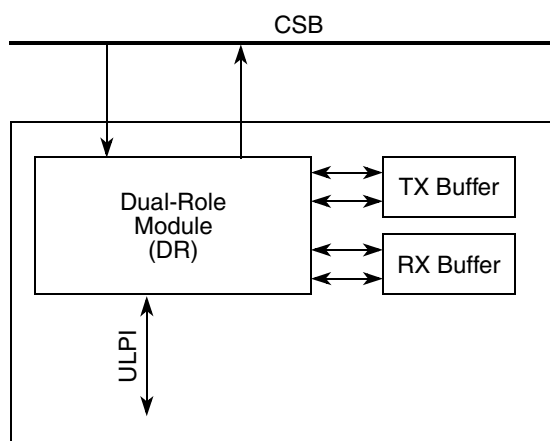 CSB
Dual-Role
Module
(DR)
TX Buffer
RX Buffer
ULPI